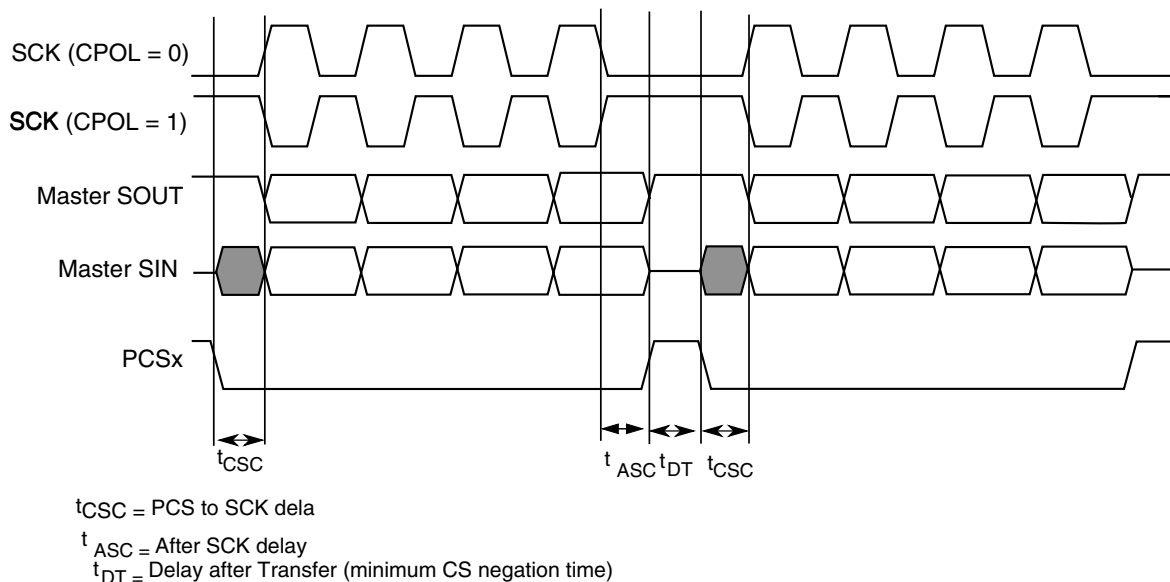 SCK (CPOL = 0)
SCK (CPOL = 1)
Master SOUT
Master SIN
PCSx
tCSC
t ASC
tDT
tCSC
tCSC = PCS to SCK dela
t ASC = After SCK delay
tDT = Delay after Transfer (minimum CS negation time)